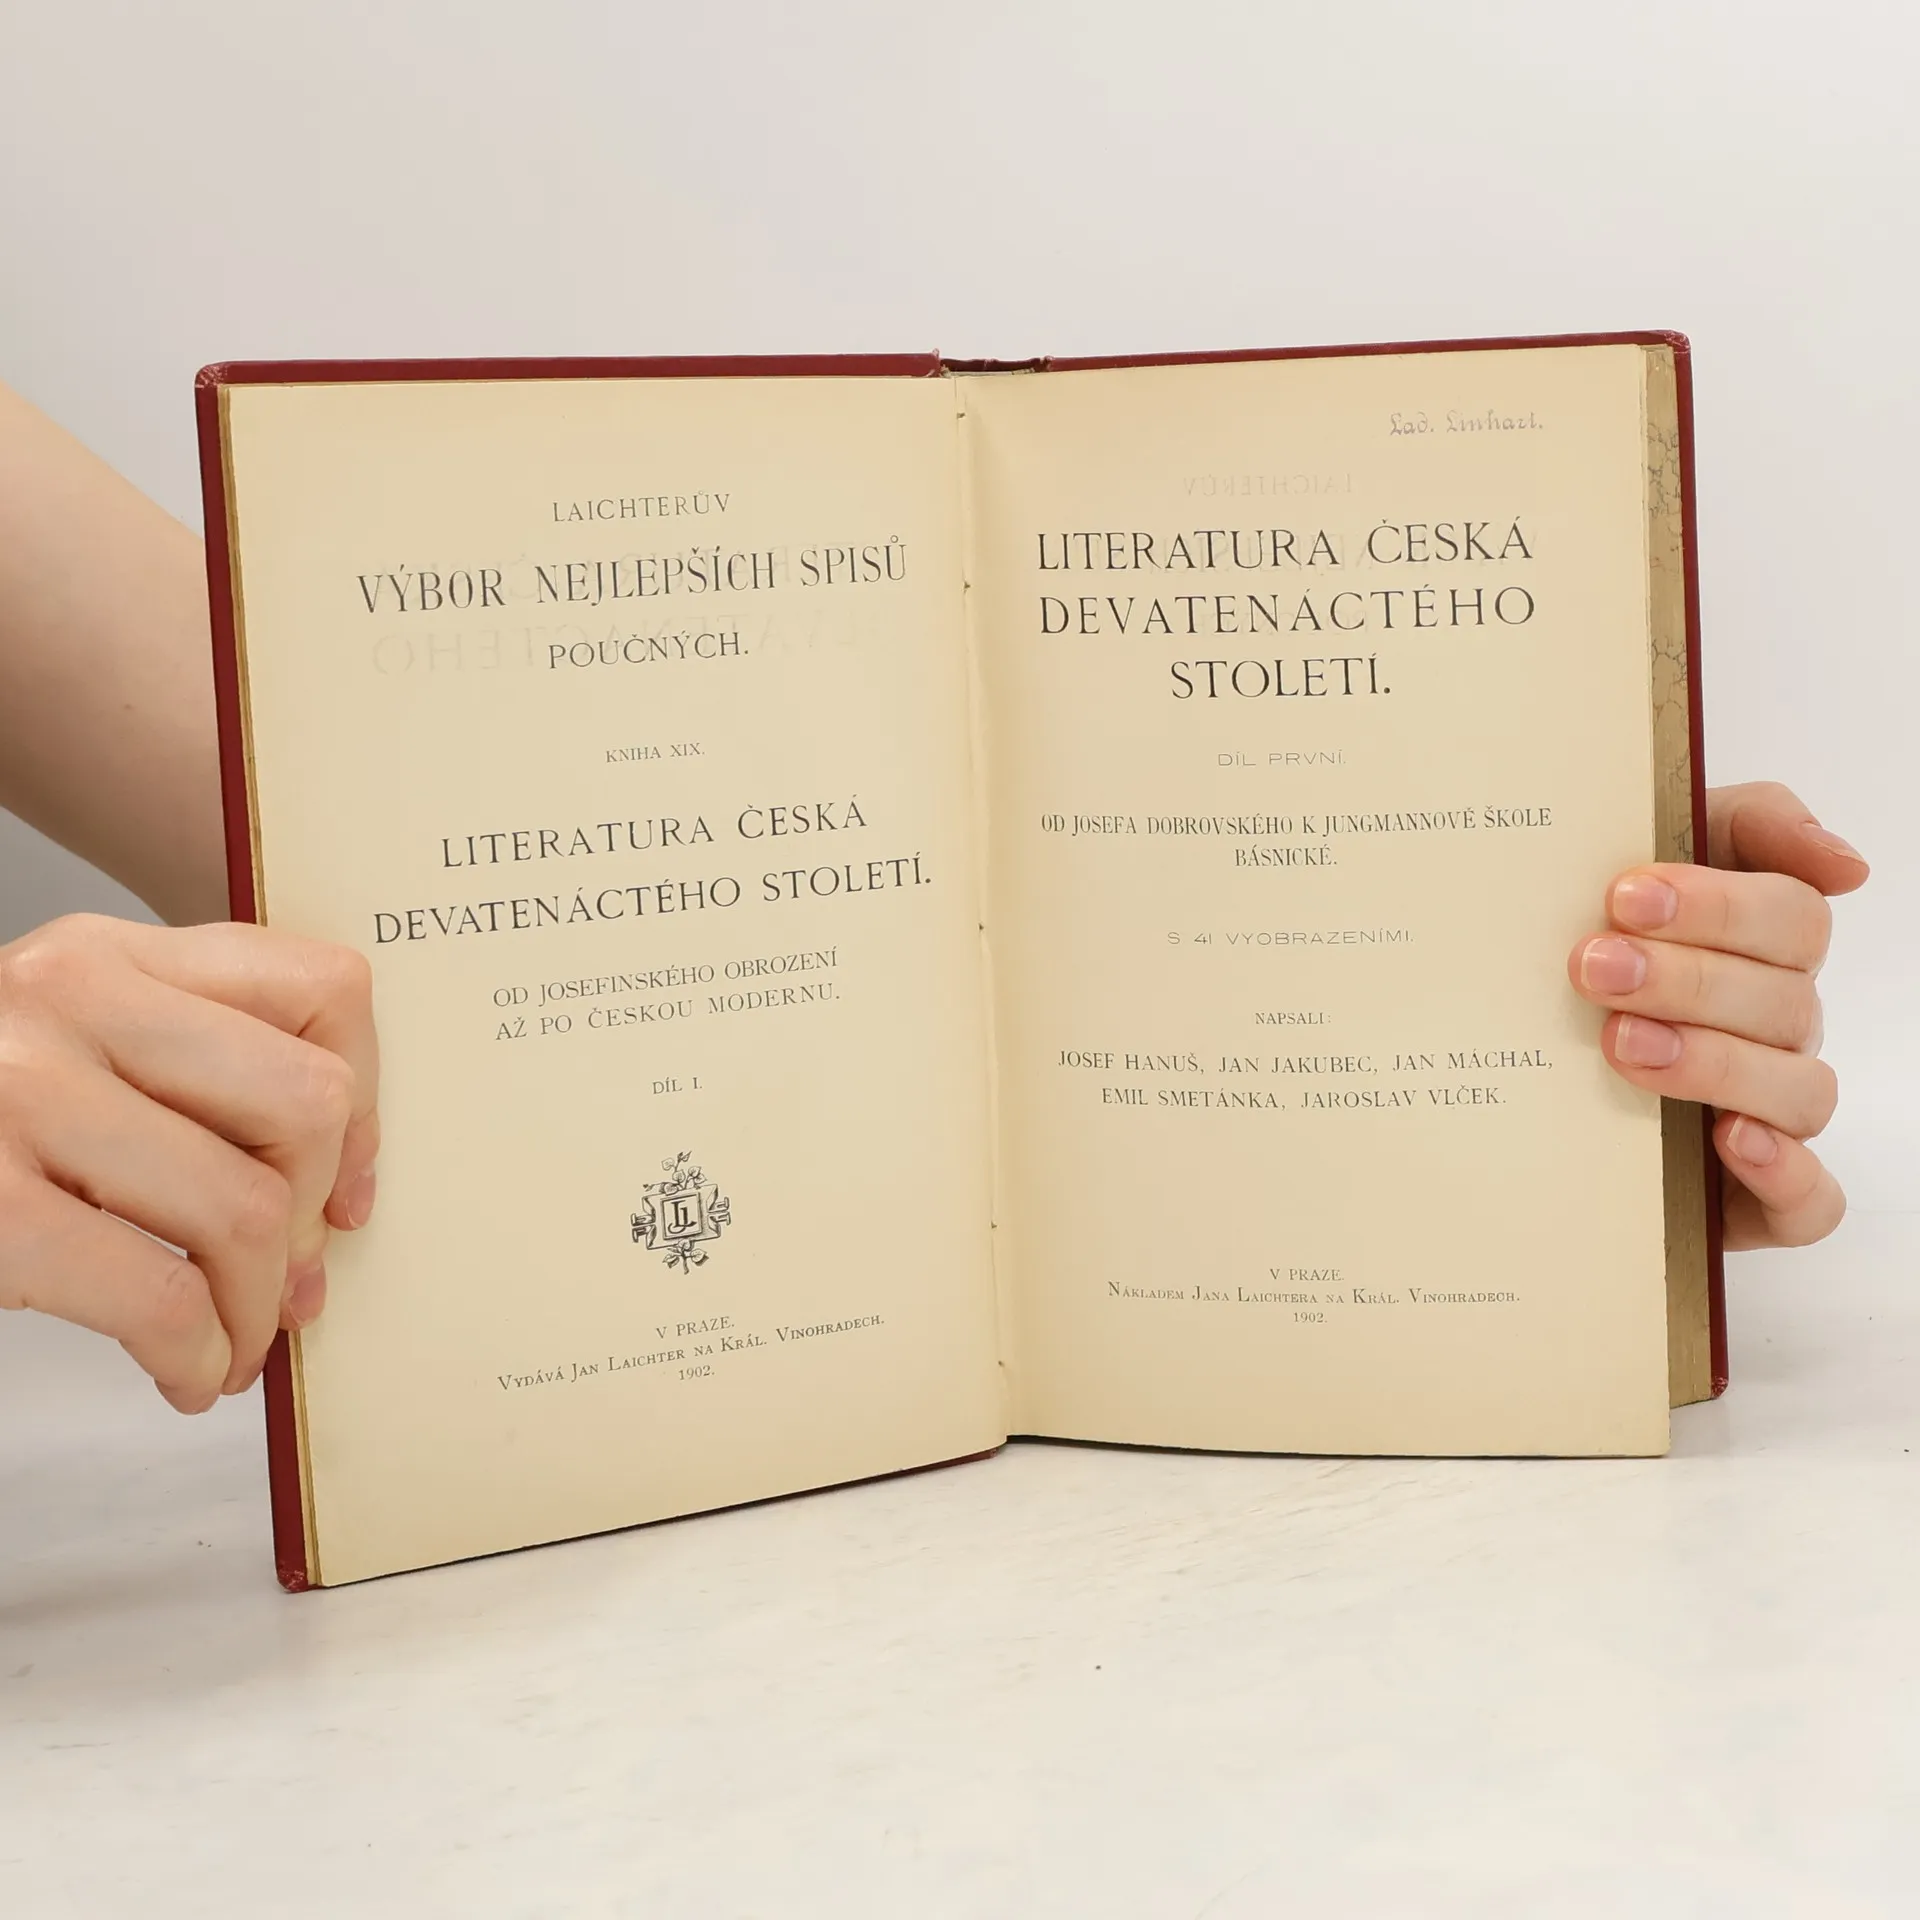 LAICHTERŮV
VÝBOR NEJLEPŠÍCH SPISŮ
POUČNÝCH.
KNIHA XIX.
LITERATURA ČESKÁ
DEVATENÁCTÉHO STOLETÍ.
OD JOSEFINSKÉHO OBROZENÍ
AŽ PO ČESKOU MODERNU.
DÍL I.
JL
V PRAZE.
VYDÁVÁ JAN LAICHTER NA KRÁL. VINOHRADECH.
1902.
Lad. Linhart.
LITERATURA ČESKÁ
DEVATENÁCTÉHO
STOLETÍ.
DÍL PRVNÍ.
OD JOSEFA DOBROVSKÉHO K JUNGMANNOVĚ ŠKOLE
BÁSNICKÉ.
S 41 VYOBRAZENÍMI.
NAPSALI:
JOSEF HANUŠ, JAN JAKUBEC, JAN MÁCHAL,
EMIL SMETÁNKA, JAROSLAV VLČEK.
V PRAZE.
NÁKLADEM JANA LAICHTERA NA KRÁL. VINOHRADECH.
1902.